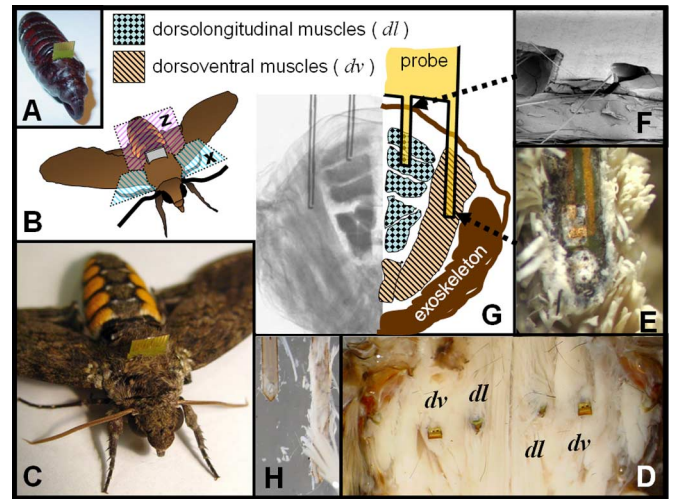 A
dorsolongitudinal muscles ( dl )
dorsoventral muscles ( dv )
probe
F
z
x
B
C
exoskeleton
G
E
H
dv
dl
dl
dv
D